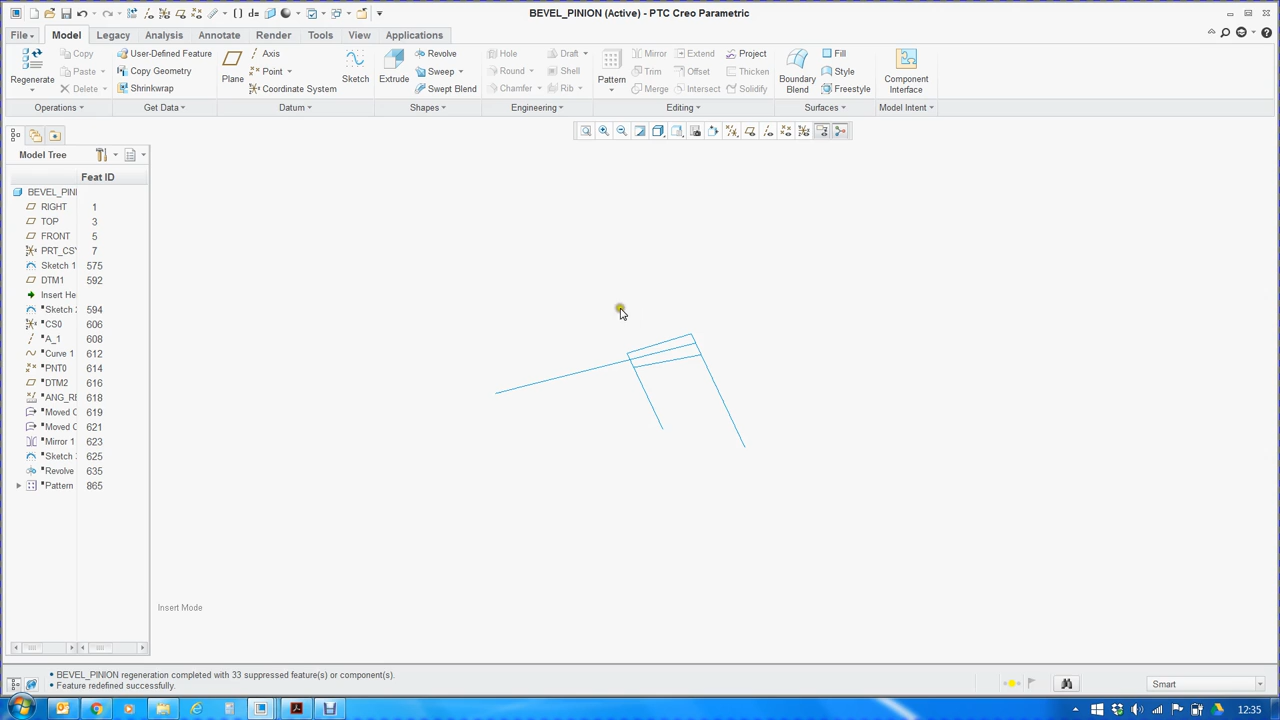 BEVEL_PINION (Active) - PTC Creo Parametric
File Model Legacy Analysis Annotate Render Tools View Applications
Regenerate
Copy
Paste
Delete
Operations
User-Defined Feature
Copy Geometry
Shrinkwrap
Get Data
Plane
Axis
Point
Coordinate System
Sketch
Datum
Extrude
Revolve
Sweep
Swept Blend
Shapes
Hole
Round
Chamfer
Draft
Shell
Rib
Engineering
Pattern
Mirror
Trim
Merge
Extend
Offset
Intersect
Project
Thicken
Solidify
Editing
Boundary
Blend
Fill
Style
Freestyle
Surfaces
Component
Interface
Model Intent
Model Tree
Feat ID
BEVEL_PINI
RIGHT 1
TOP 3
FRONT 5
PRT_CSY 7
Sketch 1 575
DTM1 592
Insert He
Sketch 2 594
CS0 606
A_1 608
Curve 1 612
PNT0 614
DTM2 616
ANG_RE 618
Moved C 619
Moved C 621
Mirror 1 623
Sketch 3 625
Revolve 635
Pattern 865
Insert Mode
• BEVEL_PINION regeneration completed with 33 suppressed feature(s) or component(s).
• Feature redefined successfully.
Smart
12:35